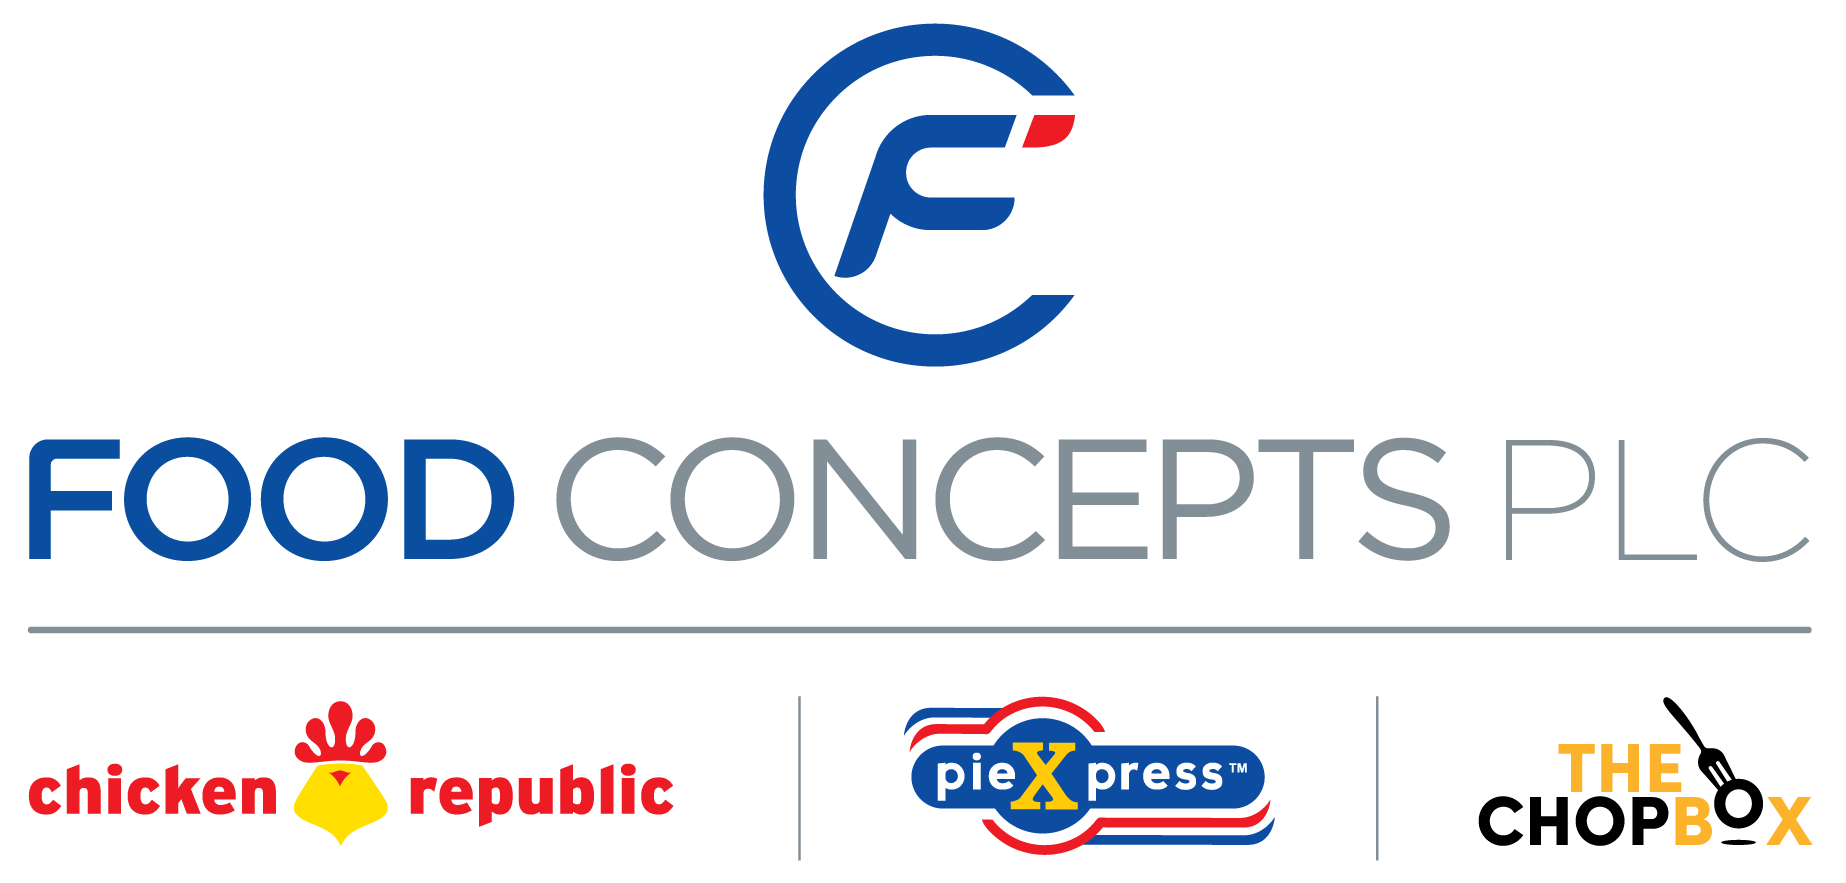 FOOD CONCEPTS PLC
chicken republic
pieXpress™
THE
CHOPBOX